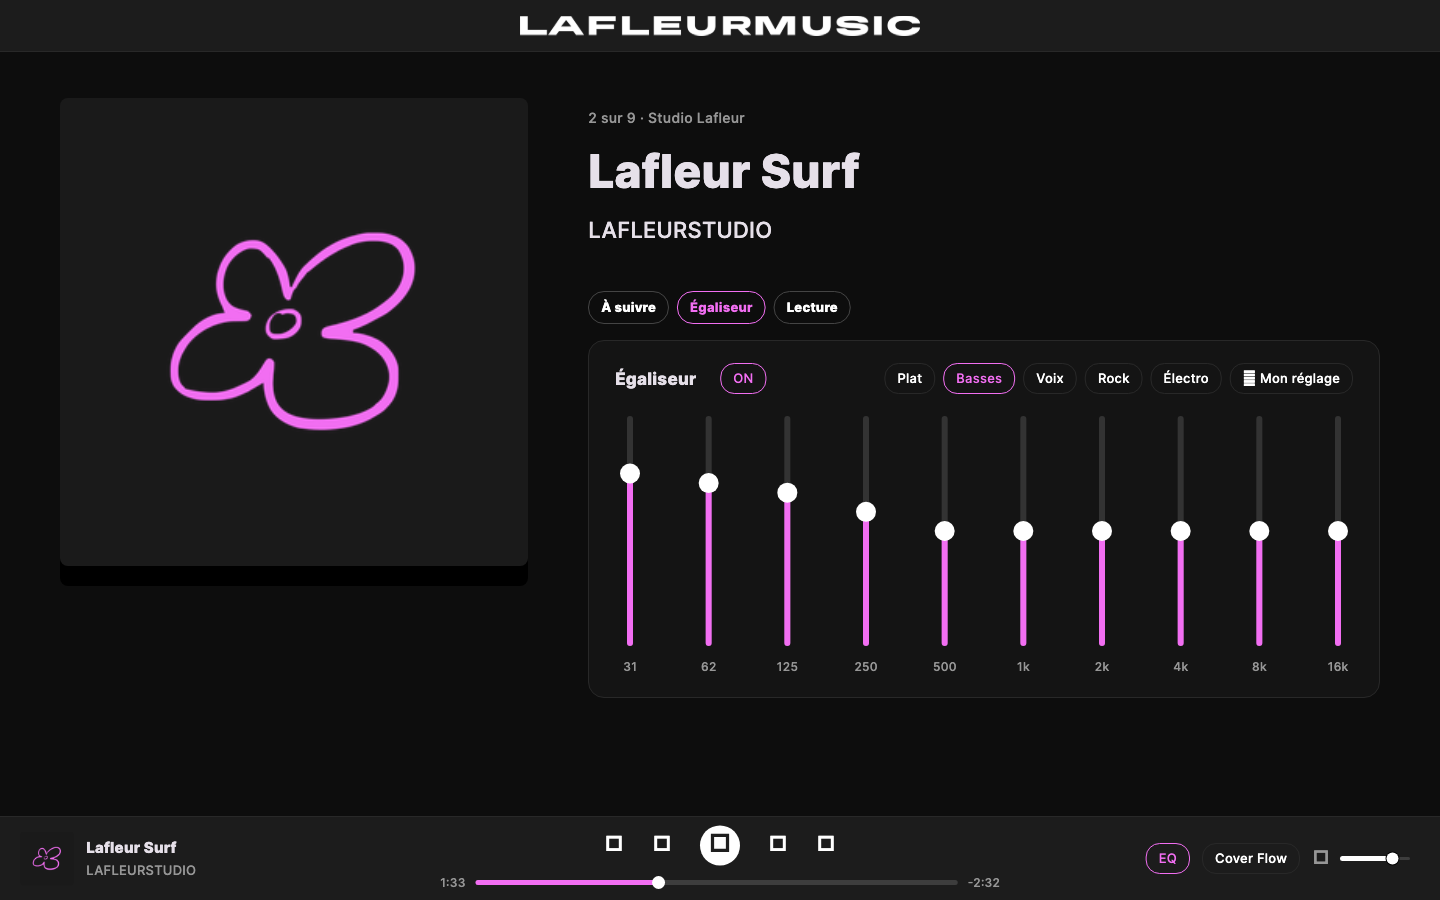 LAFLEURMUSIC
2 sur 9 · Studio Lafleur
Lafleur Surf
LAFLEURSTUDIO
À suivre Égaliseur Lecture
Égaliseur ON Plat Basses Voix Rock Électro Mon réglage
31 62 125 250 500 1k 2k 4k 8k 16k
Lafleur Surf
LAFLEURSTUDIO
1:33 -2:32
EQ Cover Flow